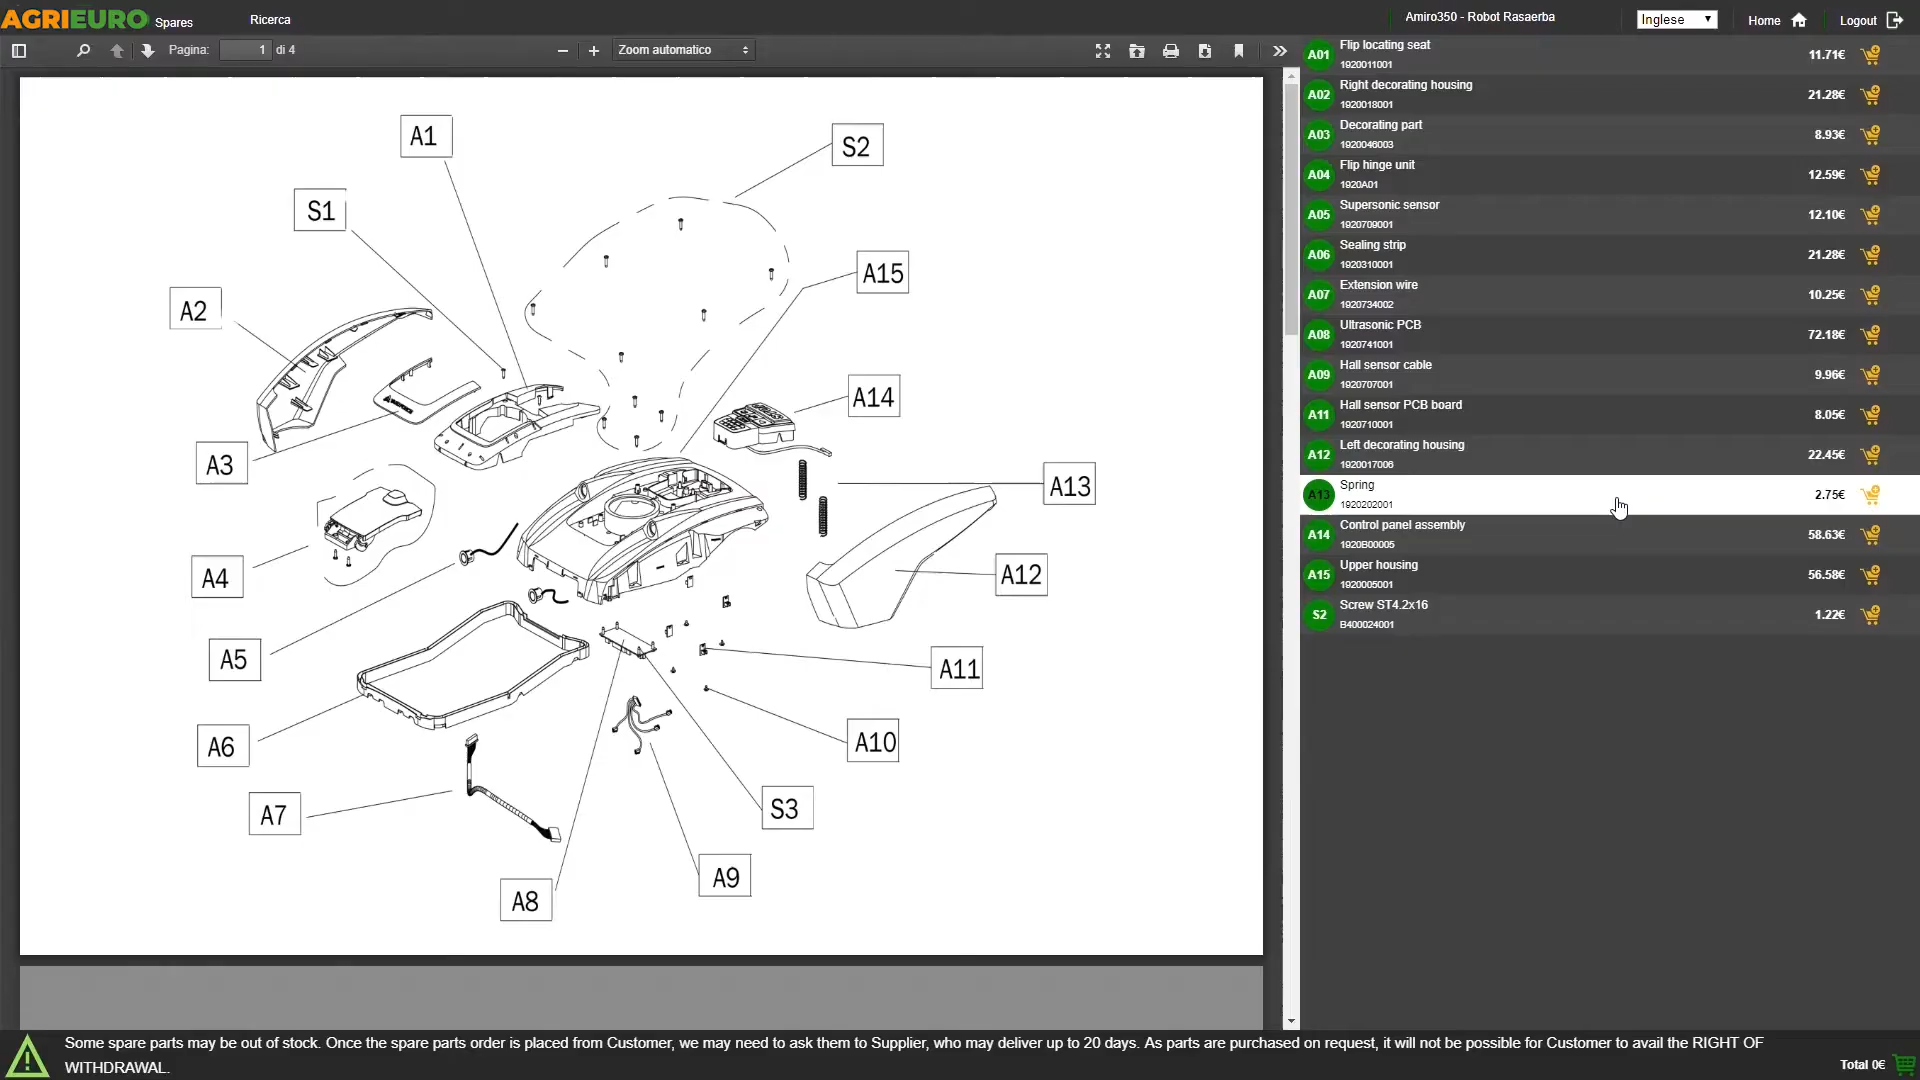 AGRIEURO Spares
Ricerca
Amiro350 - Robot Rasaerba
Inglese
Home
Logout
Pagina: 1 di 4
Zoom automatico
A1
S2
S1
A15
A2
A14
A3
A13
A4
A12
A5
A11
A6
A10
A7
S3
A9
A8
A01 Flip locating seat 11.71€
1920011001
A02 Right decorating housing 21.28€
1920018001
A03 Decorating part 8.93€
1920046003
A04 Flip hinge unit 12.59€
1920A01
A05 Supersonic sensor 12.10€
1920709001
A06 Sealing strip 21.28€
1920310001
A07 Extension wire 10.25€
1920734002
A08 Ultrasonic PCB 72.18€
1920741001
A09 Hall sensor cable 9.96€
1920707001
A11 Hall sensor PCB board 8.05€
1920710001
A12 Left decorating housing 22.45€
1920017006
A13 Spring 2.75€
1920202001
A14 Control panel assembly 58.63€
1920B00005
A15 Upper housing 56.58€
1920005001
S2 Screw ST4.2x16 1.22€
B400024001
Some spare parts may be out of stock. Once the spare parts order is placed from Customer, we may need to ask them to Supplier, who may deliver up to 20 days. As parts are purchased on request, it will not be possible for Customer to avail the RIGHT OF
WITHDRAWAL.
Total 0€